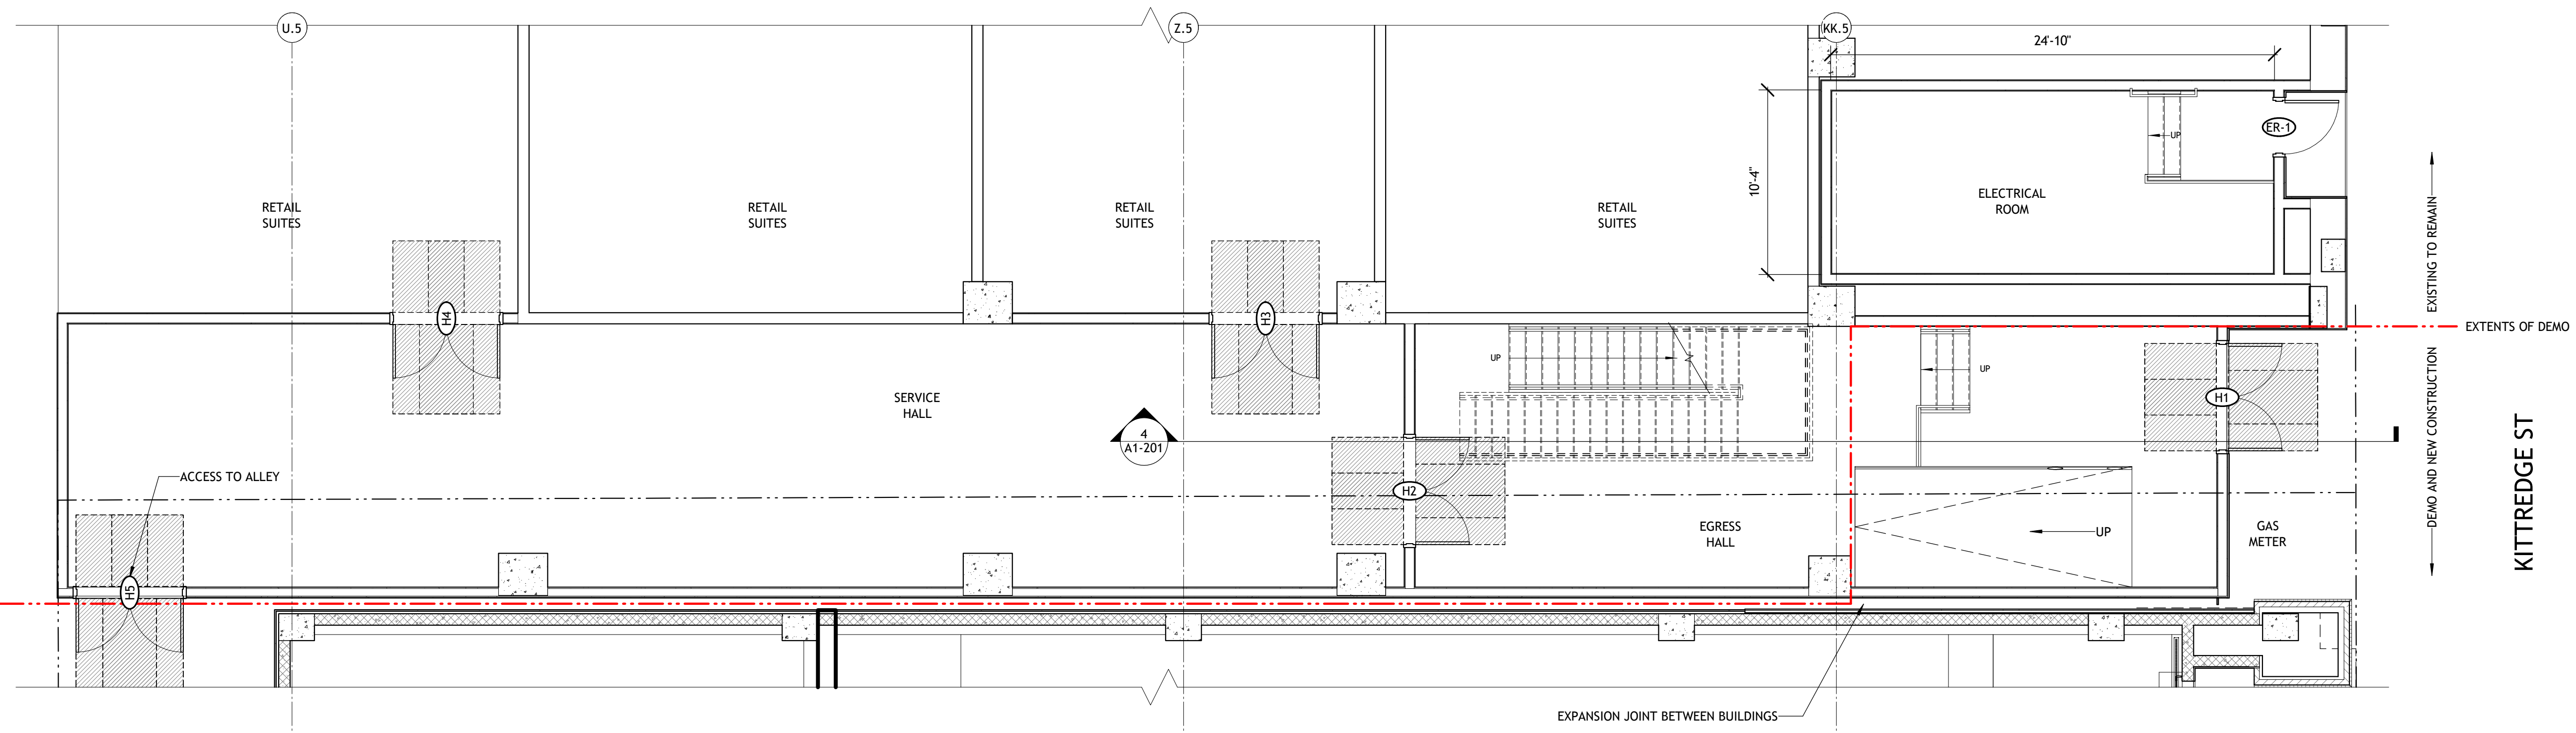 U.5
Z.5
KK.5
24'-10"
10'-4"
UP
ER-1
RETAIL
SUITES
RETAIL
SUITES
RETAIL
SUITES
RETAIL
SUITES
ELECTRICAL
ROOM
EXISTING TO REMAIN
H4
H3
EXTENTS OF DEMO
UP
UP
H1
SERVICE
HALL
4
A1-201
DEMO AND NEW CONSTRUCTION
KITTREDGE ST
ACCESS TO ALLEY
H2
EGRESS
HALL
UP
GAS
METER
H5
EXPANSION JOINT BETWEEN BUILDINGS